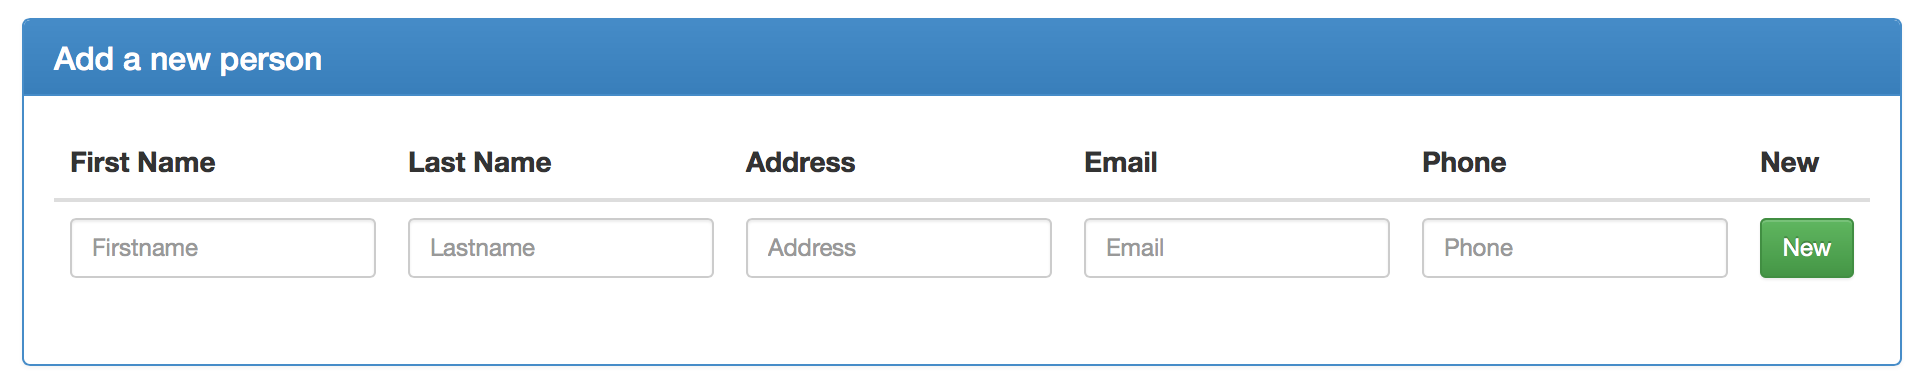 Add a new person
First Name Last Name Address Email Phone New
Firstname Lastname Address Email Phone New